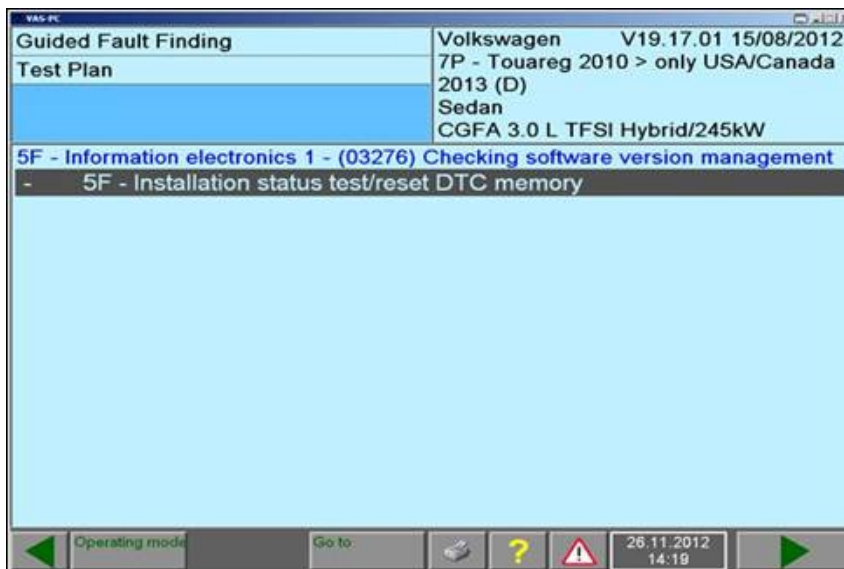 VAS-PC
Guided Fault Finding
Test Plan
Volkswagen V19.17.01 15/08/2012
7P - Touareg 2010 > only USA/Canada
2013 (D)
Sedan
CGFA 3.0 L TFSI Hybrid/245kW
5F - Information electronics 1 - (03276) Checking software version management
- 5F - Installation status test/reset DTC memory
Operating mode
Go to
?
!
26.11.2012
14:19